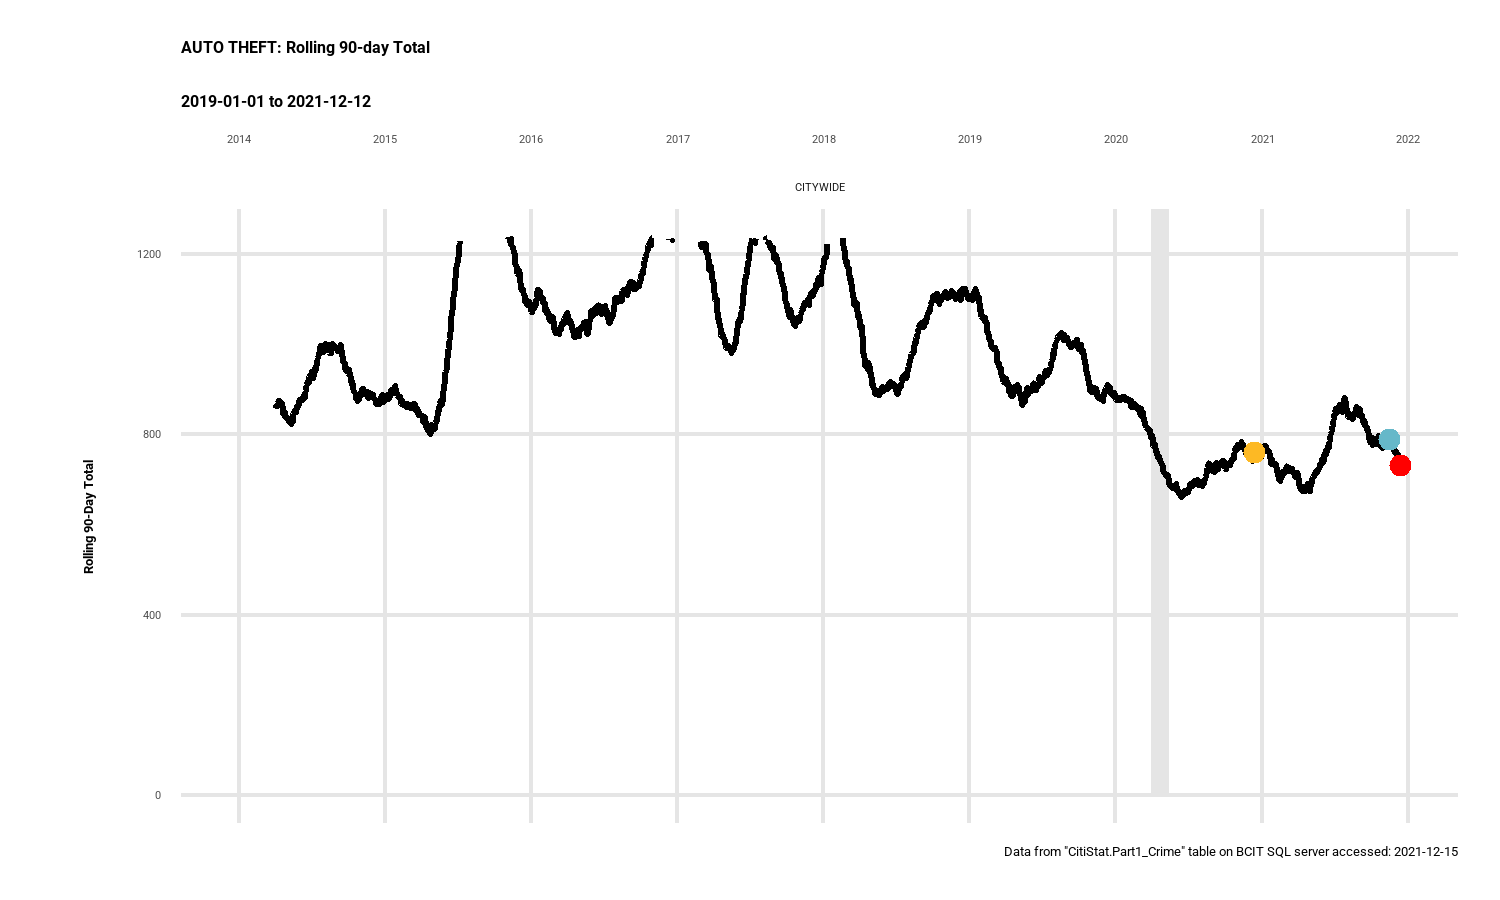 AUTO THEFT: Rolling 90-day Total
2019-01-01 to 2021-12-12
2014 2015 2016 2017 2018 2019 2020 2021 2022
CITYWIDE
1200
800
400
0
Rolling 90-Day Total
Data from "CitiStat.Part1_Crime" table on BCIT SQL server accessed: 2021-12-15